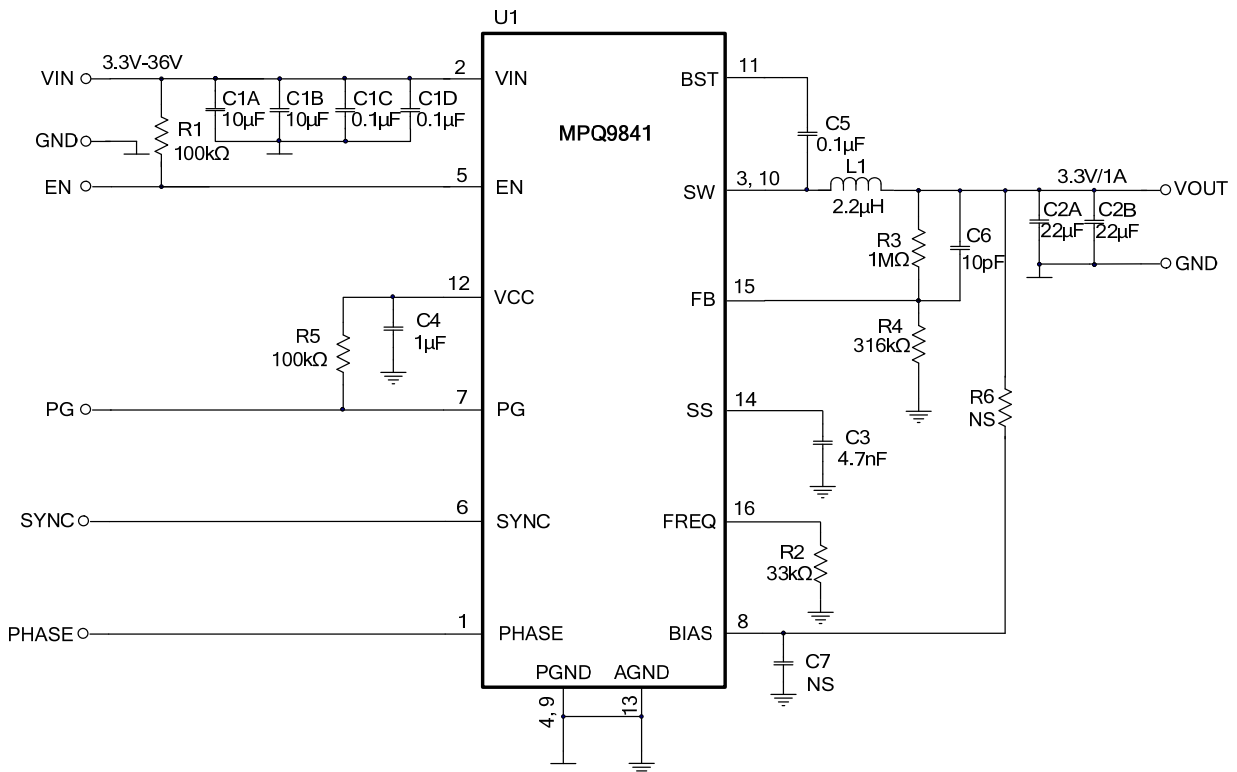 U1
MPQ9841
VIN
3.3V-36V
2
VIN
C1A
10µF
C1B
10µF
C1C
0.1µF
C1D
0.1µF
GND
R1
100kΩ
EN
5
EN
12
VCC
R5
100kΩ
C4
1µF
PG
7
PG
SYNC
6
SYNC
PHASE
1
PHASE
PGND
AGND
4, 9
13
BST
11
C5
0.1µF
SW
3, 10
L1
2.2µH
3.3V/1A
VOUT
R3
1MΩ
C6
10pF
C2A
22µF
C2B
22µF
GND
FB
15
R4
316kΩ
R6
NS
SS
14
C3
4.7nF
FREQ
16
R2
33kΩ
BIAS
8
C7
NS